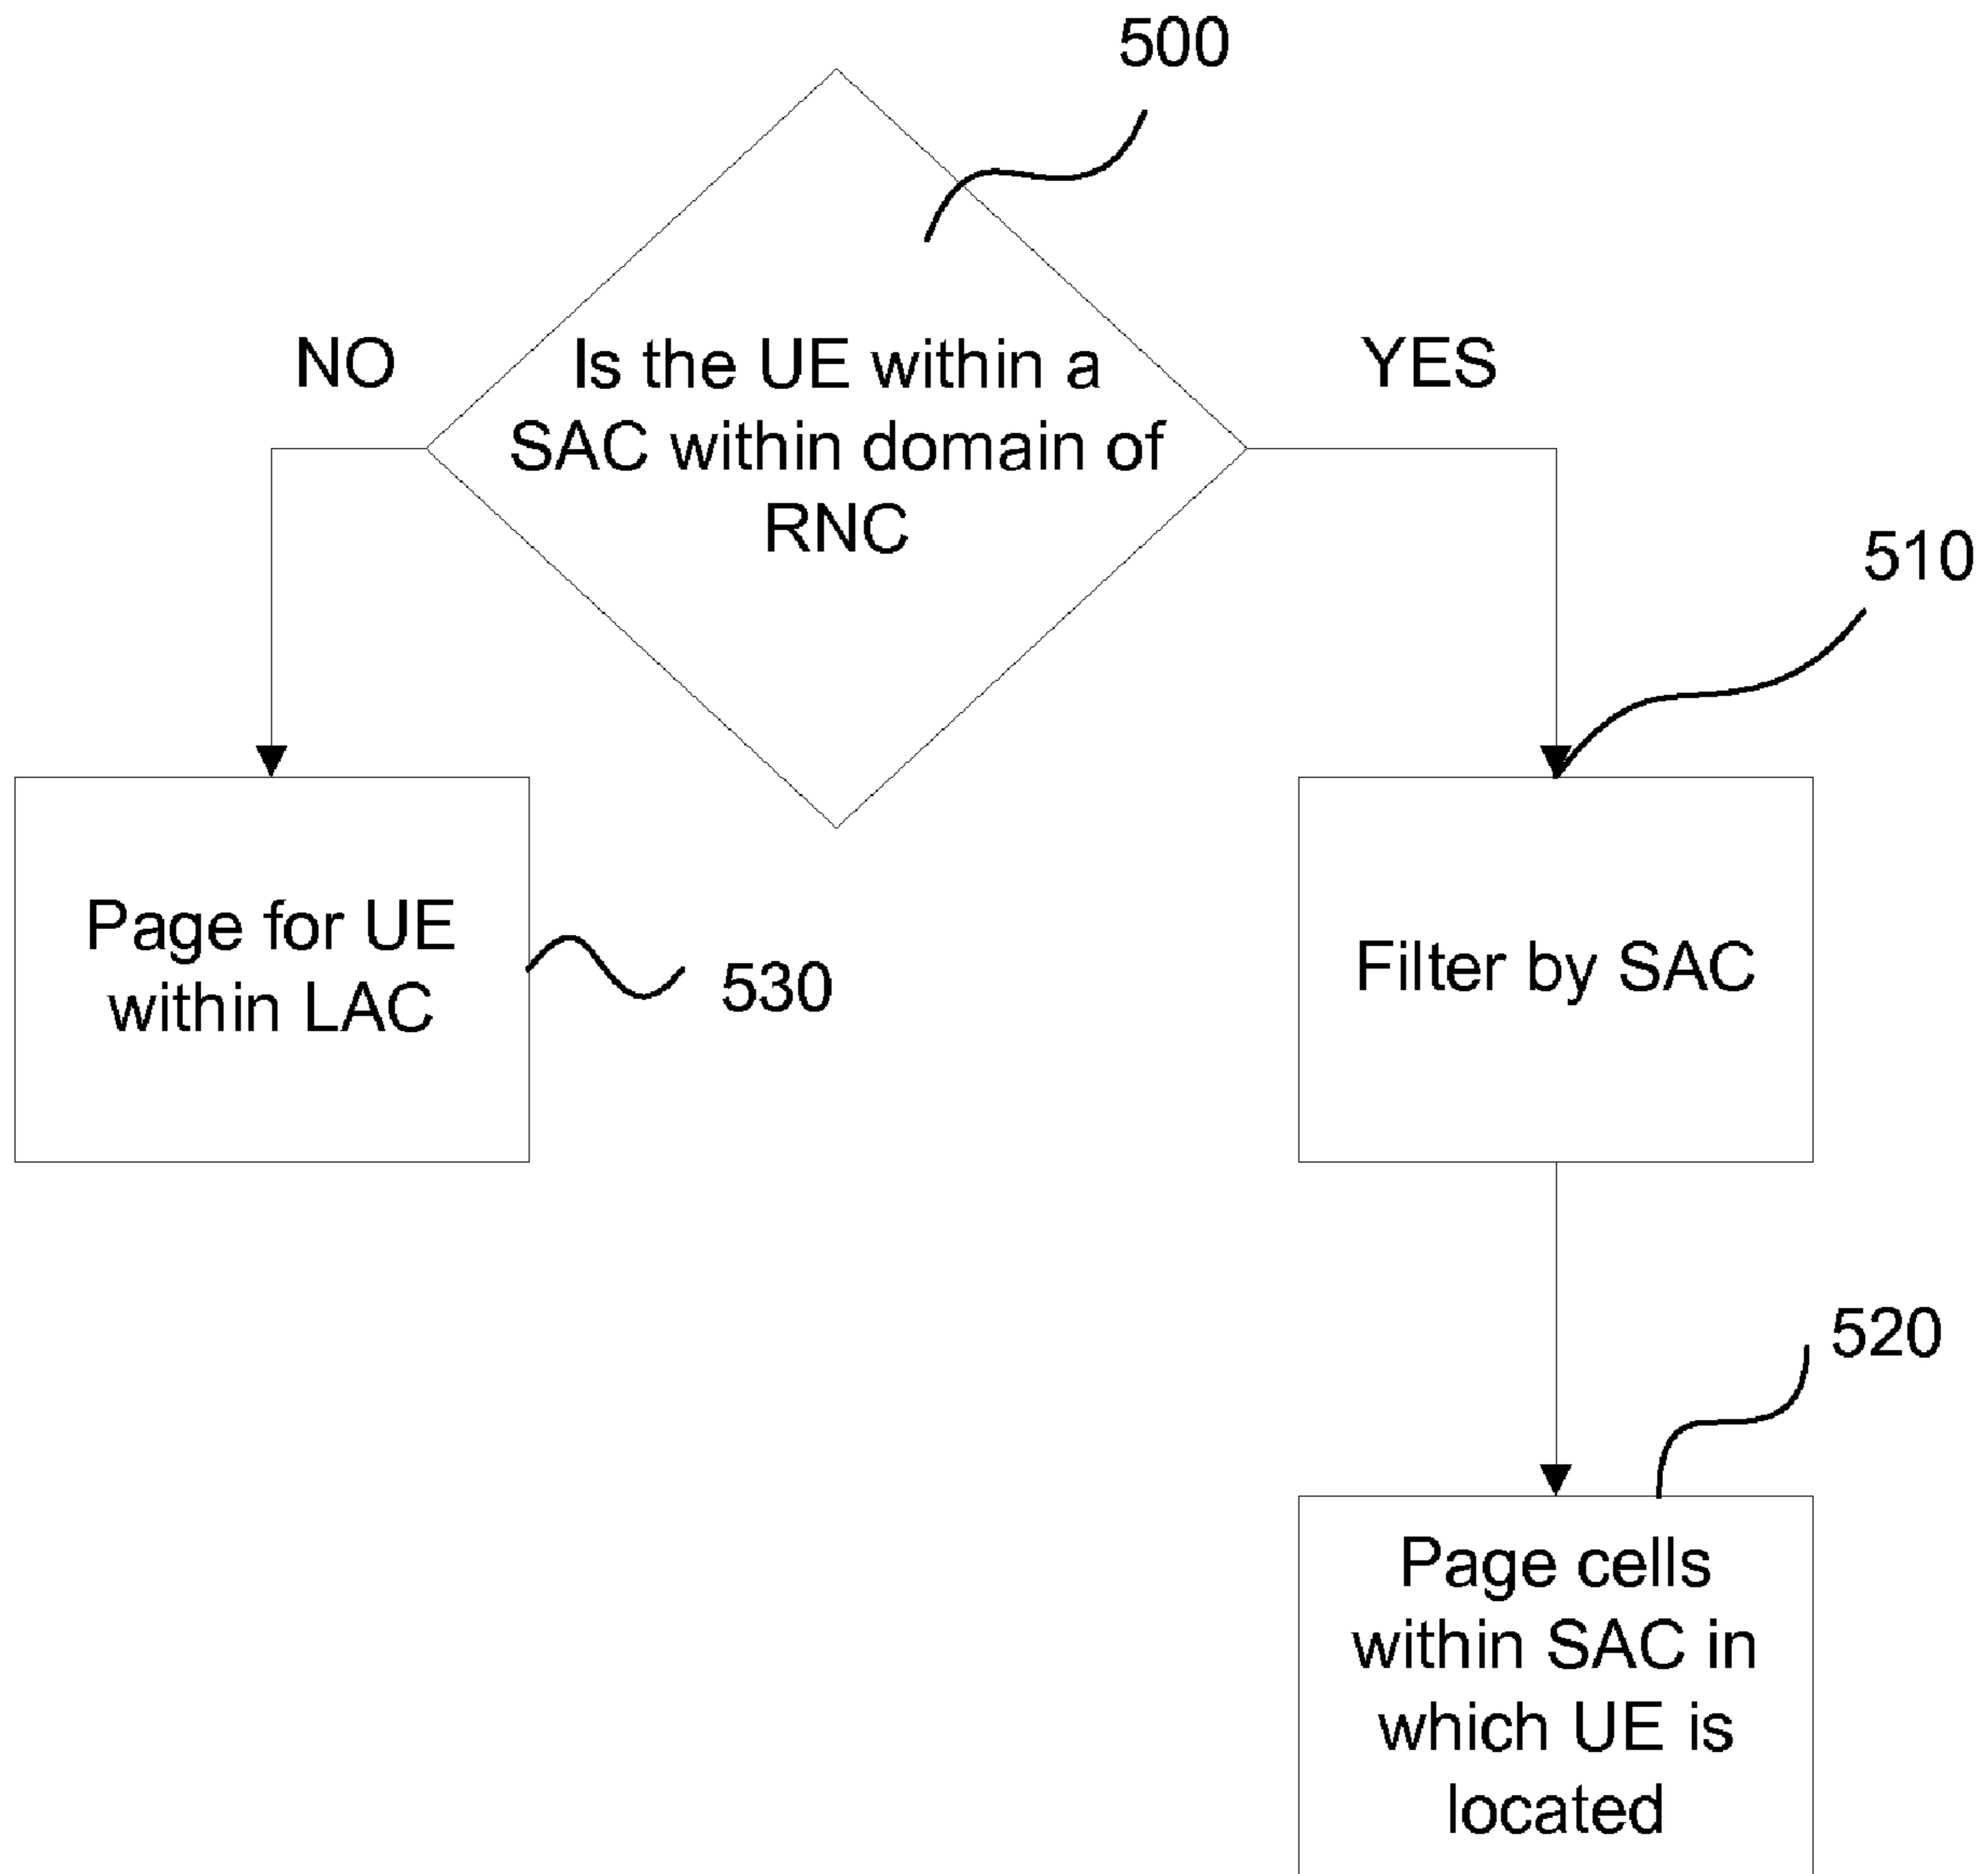 500
NO
Is the UE within a
SAC within domain of
RNC
YES
510
Page for UE
within LAC
530
Filter by SAC
520
Page cells
within SAC in
which UE is
located